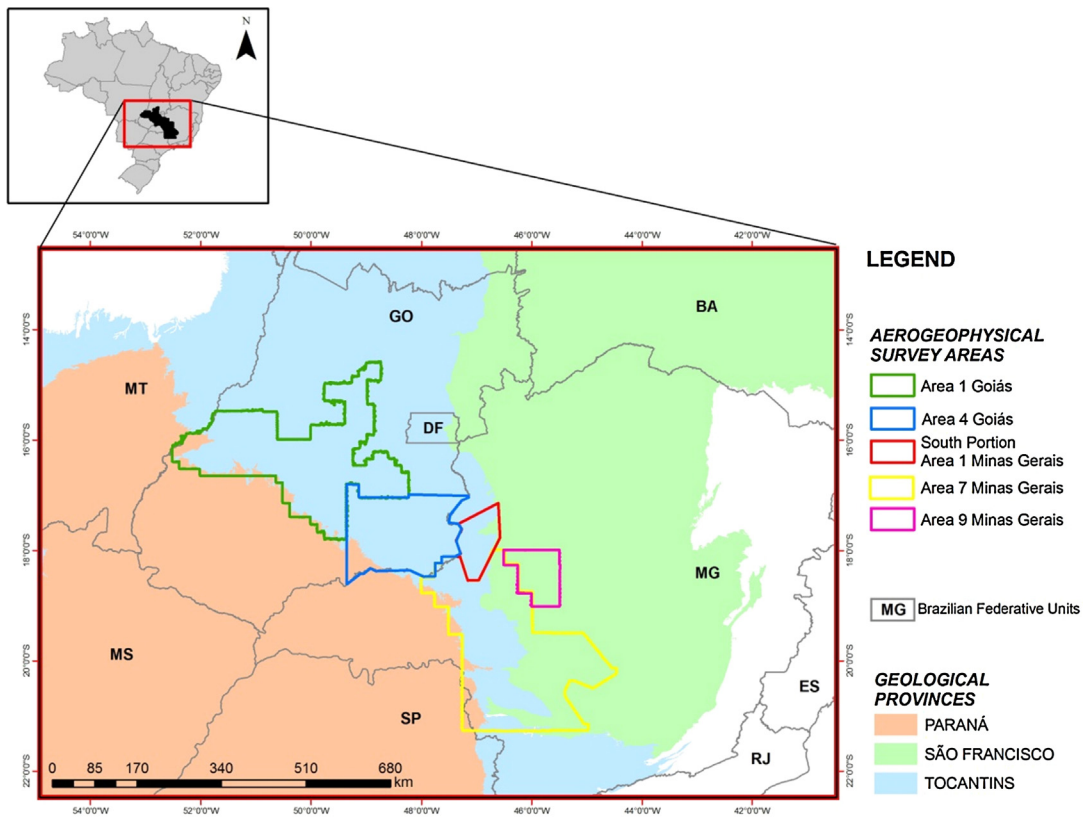 N
54°0'0"W 52°0'0"W 50°0'0"W 48°0'0"W 46°0'0"W 44°0'0"W 42°0'0"W
14°0'0"S
16°0'0"S
18°0'0"S
20°0'0"S
22°0'0"S
GO
BA
MT
DF
MG
MS
SP
ES
RJ
0 85 170 340 510 680
km
14°0'0"S
16°0'0"S
18°0'0"S
20°0'0"S
22°0'0"S
54°0'0"W 52°0'0"W 50°0'0"W 48°0'0"W 46°0'0"W 44°0'0"W 42°0'0"W
LEGEND
AEROGEOPHYSICAL
SURVEY AREAS
Area 1 Goiás
Area 4 Goiás
South Portion
Area 1 Minas Gerais
Area 7 Minas Gerais
Area 9 Minas Gerais
MG Brazilian Federative Units
GEOLOGICAL
PROVINCES
PARANÁ
SÃO FRANCISCO
TOCANTINS